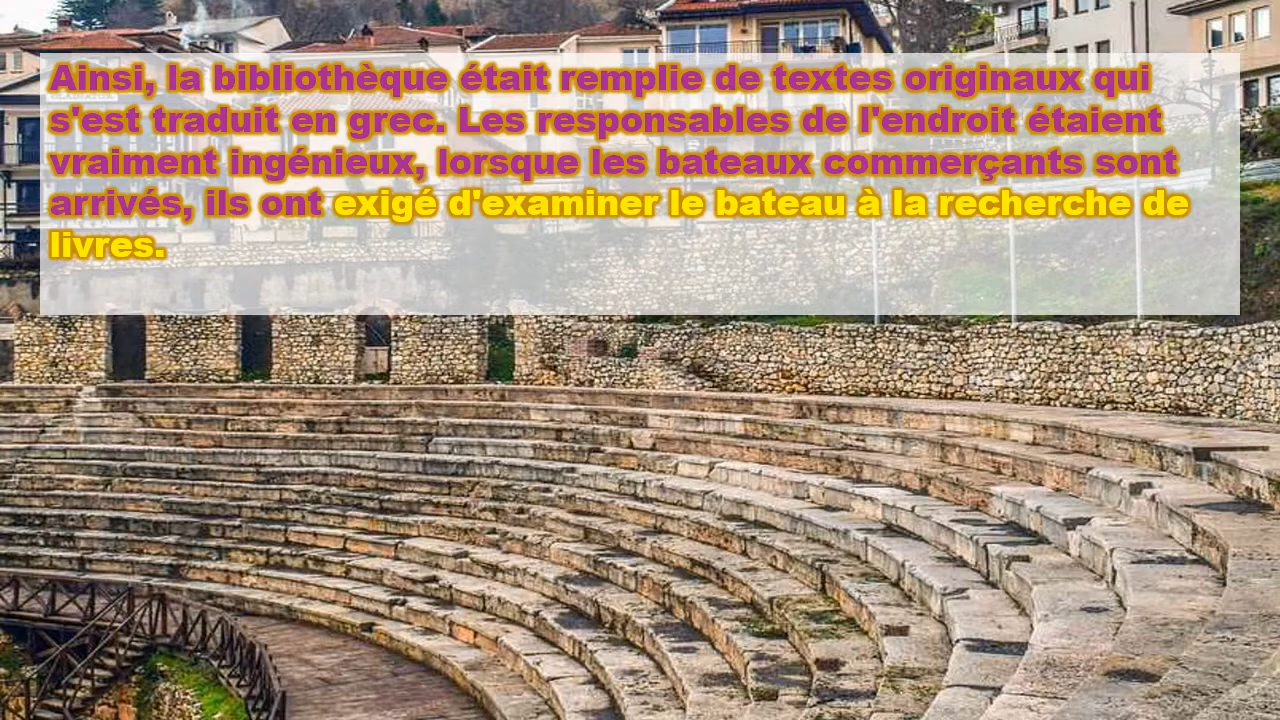 Ainsi, la bibliothèque était remplie de textes originaux qui
s'est traduit en grec. Les responsables de l'endroit étaient
vraiment ingénieux, lorsque les bateaux commerçants sont
arrivés, ils ont exigé d'examiner le bateau à la recherche de
livres.